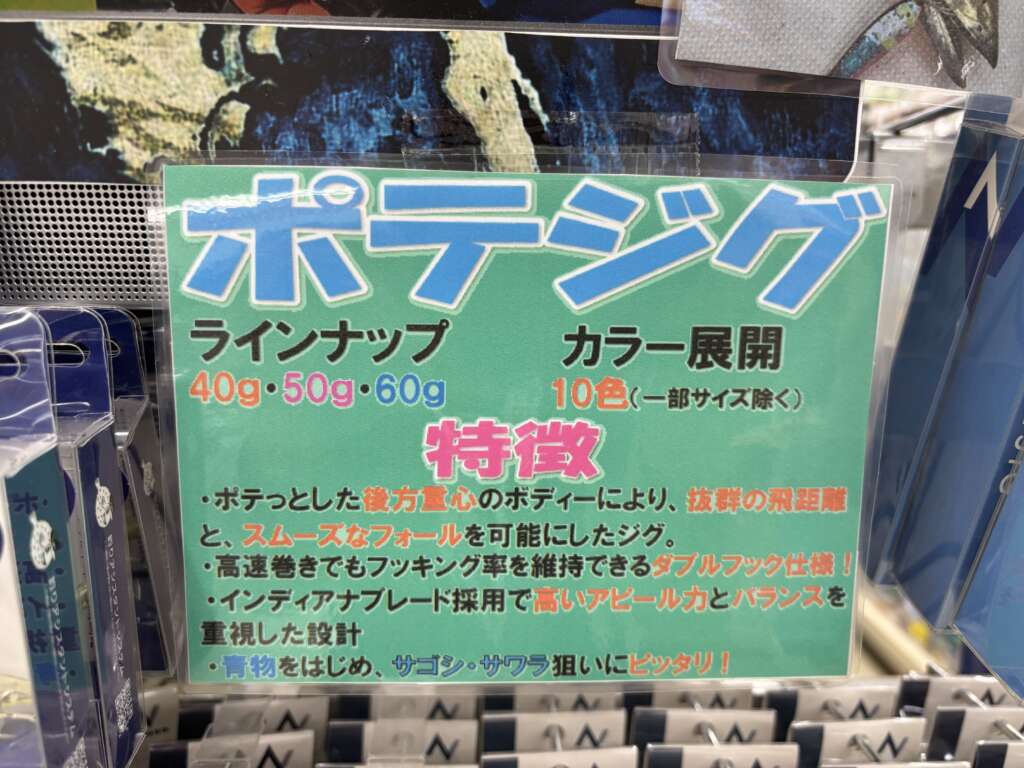 ポテジグ
ラインナップ
40g・50g・60g
カラー展開
10色(一部サイズ除く)
特徴
・ポテっとした後方重心のボディーにより、抜群の飛距離
と、スムーズなフォールを可能にしたジグ。
・高速巻きでもフッキング率を維持できるダブルフック仕様！
・インディアナブレード採用で高いアピール力とバランスを
重視した設計
・青物をはじめ、サゴシ・サワラ狙いにピッタリ！